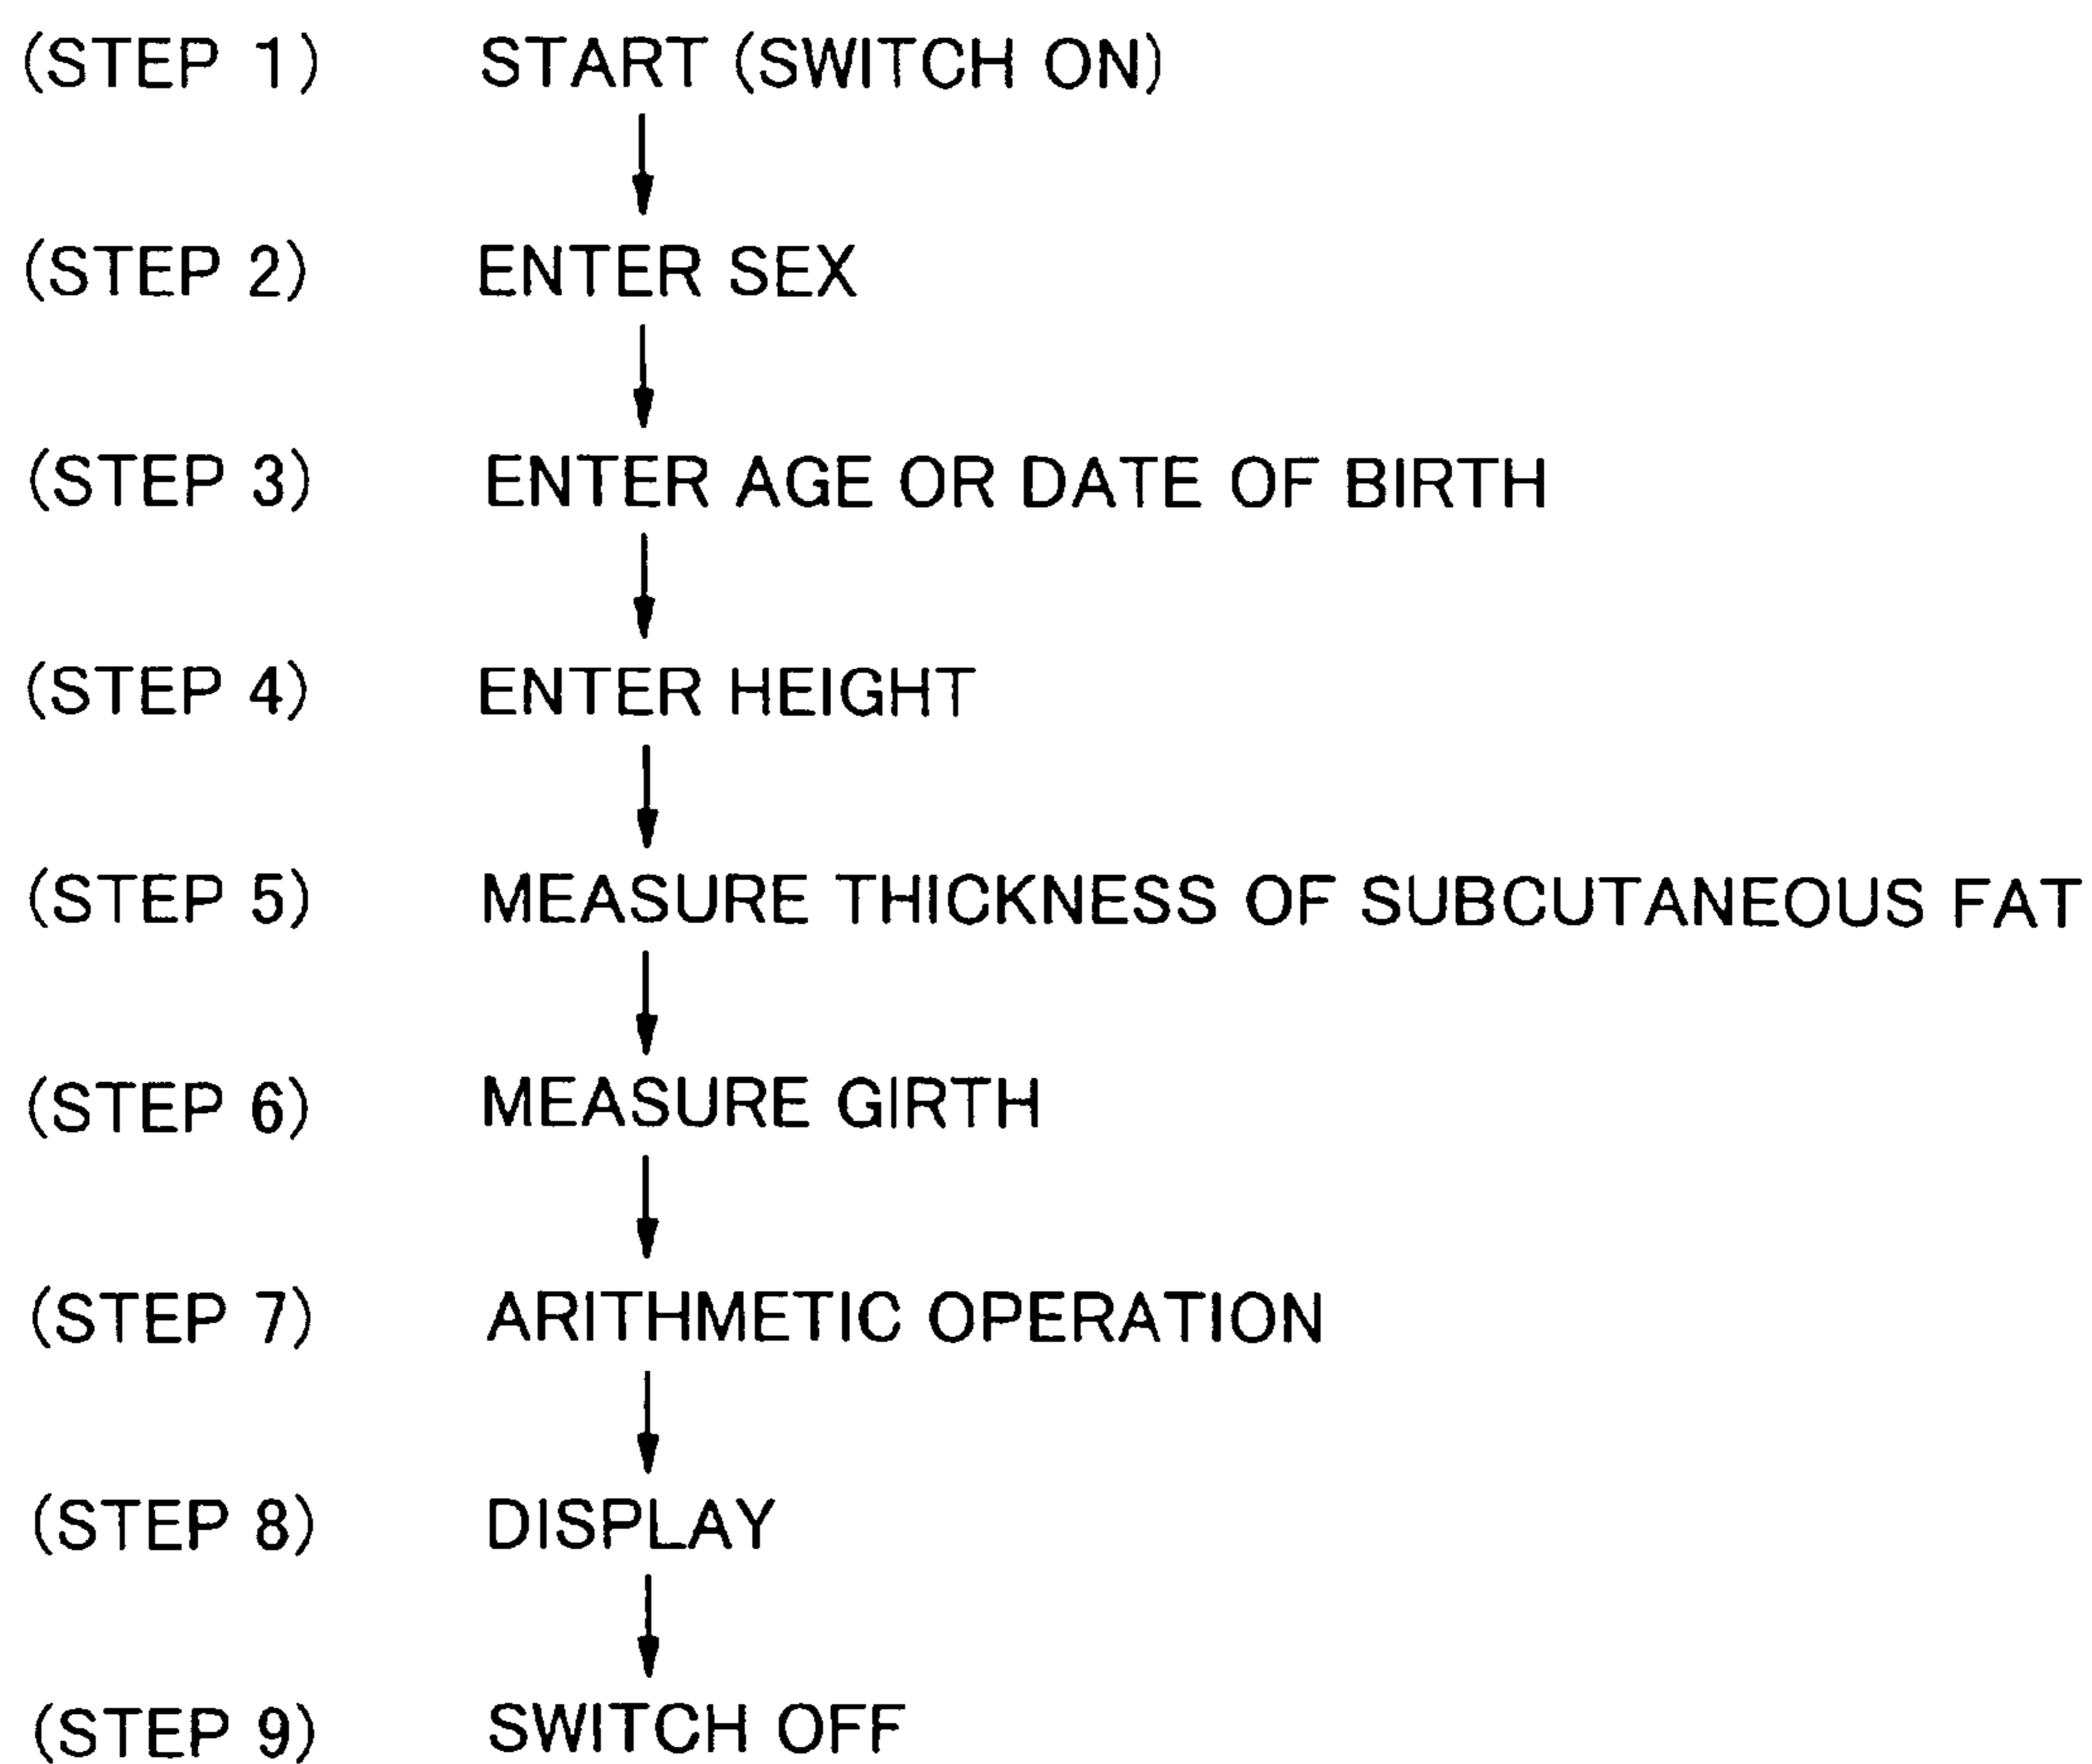 (STEP 1) START (SWITCH ON)
(STEP 2) ENTER SEX
(STEP 3) ENTER AGE OR DATE OF BIRTH
(STEP 4) ENTER HEIGHT
(STEP 5) MEASURE THICKNESS OF SUBCUTANEOUS FAT
(STEP 6) MEASURE GIRTH
(STEP 7) ARITHMETIC OPERATION
(STEP 8) DISPLAY
(STEP 9) SWITCH OFF